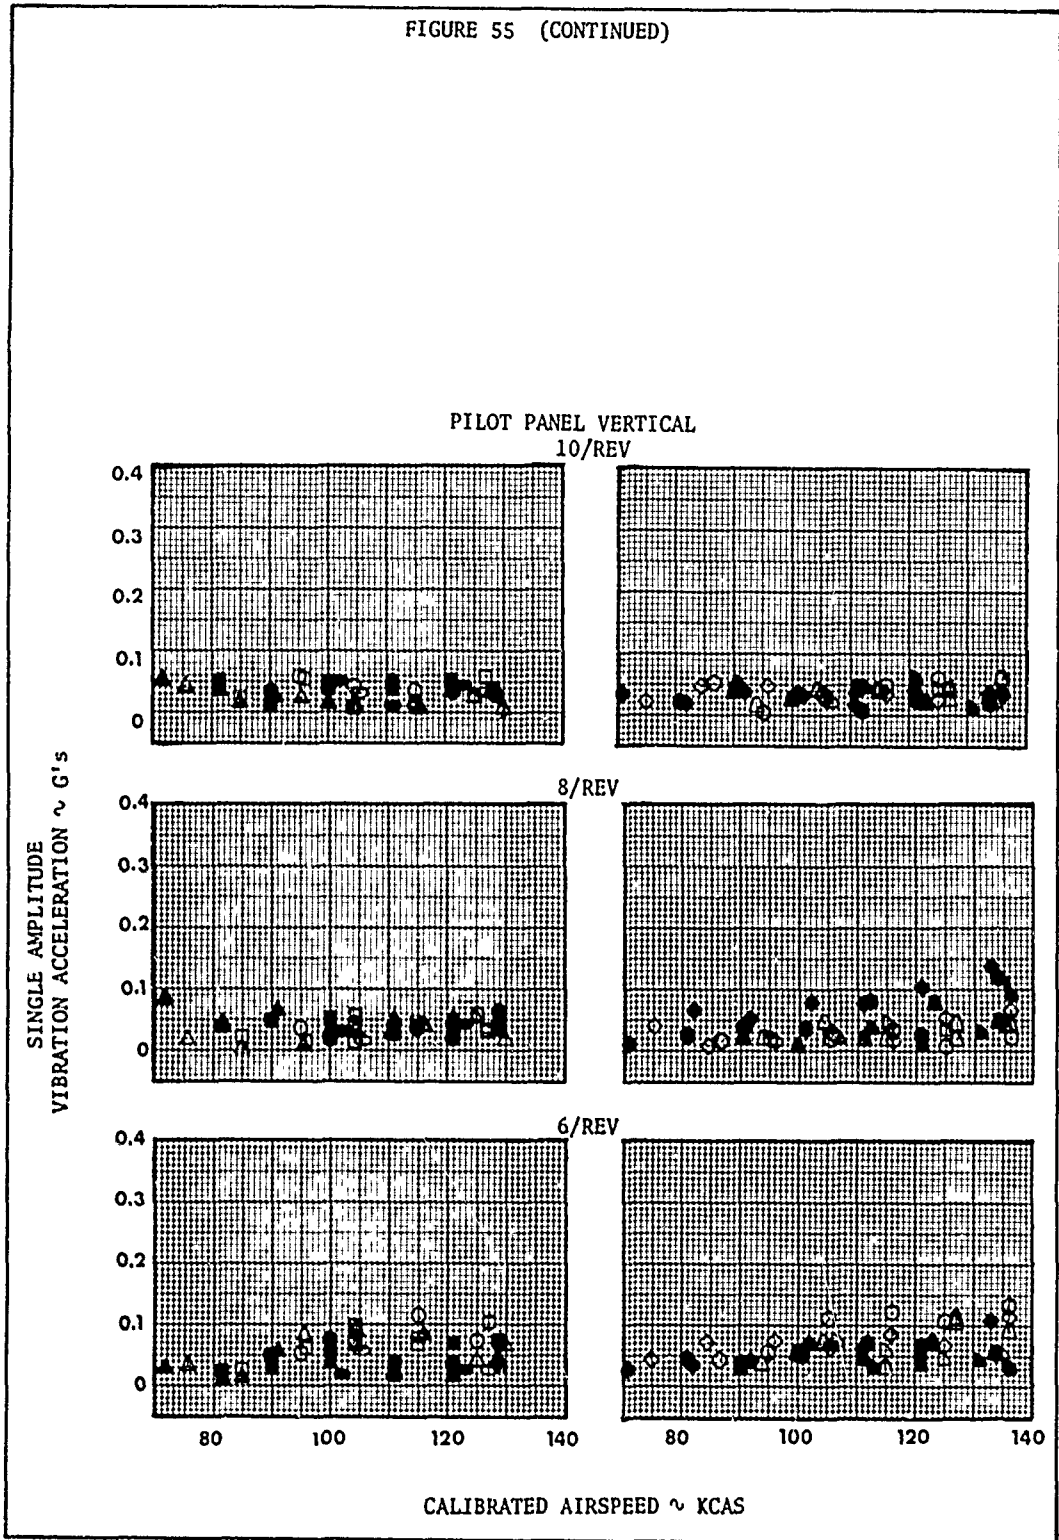 FIGURE 55 (CONTINUED)
PILOT PANEL VERTICAL
10/REV
0.4
0.3
0.2
0.1
0
8/REV
0.4
0.3
0.2
0.1
0
6/REV
0.4
0.3
0.2
0.1
0
80 100 120 140
80 100 120 140
SINGLE AMPLITUDE
VIBRATION ACCELERATION ~ G's
CALIBRATED AIRSPEED ~ KCAS